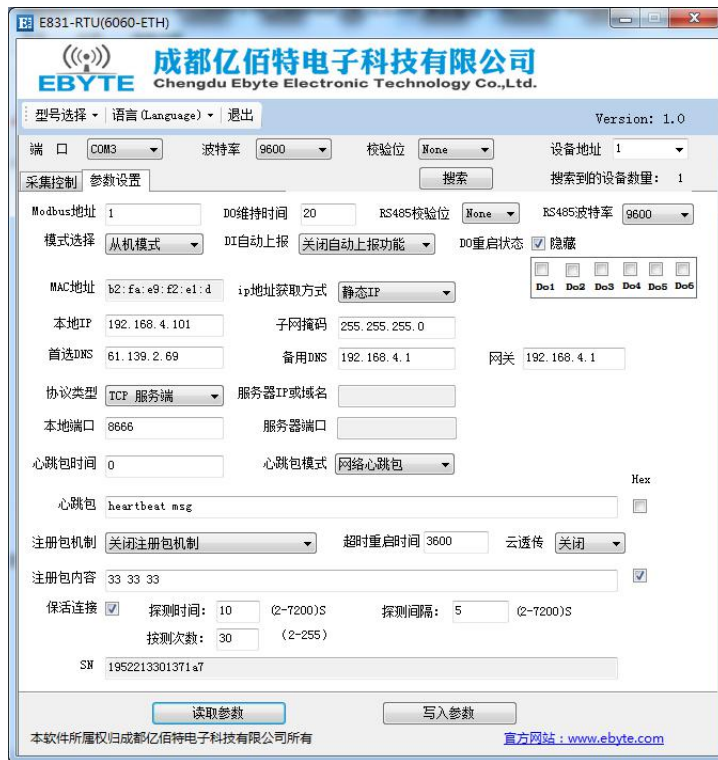 E831-RTU(6060-ETH)
EBYTE 成都亿佰特电子科技有限公司
Chengdu Ebyte Electronic Technology Co.,Ltd.
型号选择 语言(Language) 退出 Version: 1.0
端 口 COM3 波特率 9600 校验位 None 设备地址 1
采集控制 参数设置 搜索 搜索到的设备数量: 1
Modbus地址 1 DO维持时间 20 RS485校验位 None RS485波特率 9600
模式选择 从机模式 DI自动上报 关闭自动上报功能 DO重启状态 隐藏
Do1 Do2 Do3 Do4 Do5 Do6
MAC地址 b2:fa:e9:f2:e1:d ip地址获取方式 静态IP
本地IP 192.168.4.101 子网掩码 255.255.255.0
首选DNS 61.139.2.69 备用DNS 192.168.4.1 网关 192.168.4.1
协议类型 TCP 服务端 服务器IP或域名
本地端口 8666 服务器端口
心跳包时间 0 心跳包模式 网络心跳包
Hex
心跳包 heartbeat msg
注册包机制 关闭注册包机制 超时重启时间 3600 云透传 关闭
注册包内容 33 33 33
保活连接 探测时间: 10 (2-7200)S 探测间隔: 5 (2-7200)S
按测次数: 30 (2-255)
SN 1952213301371a7
读取参数 写入参数
本软件所属权归成都亿佰特电子科技有限公司所有 官方网站：www.ebyte.com